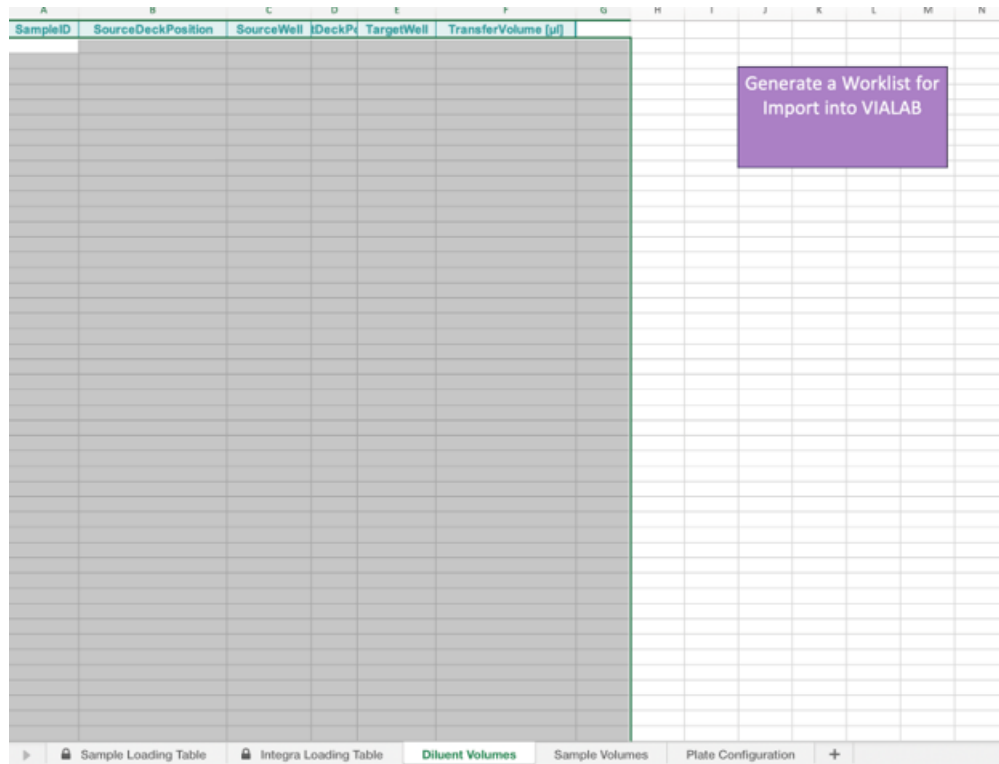 A B C D E F G H I J K L M N
SampleID SourceDeckPosition SourceWell tDeckPo TargetWell TransferVolume [µl]
Generate a Worklist for
Import into VIALAB
Sample Loading Table Integra Loading Table Diluent Volumes Sample Volumes Plate Configuration +